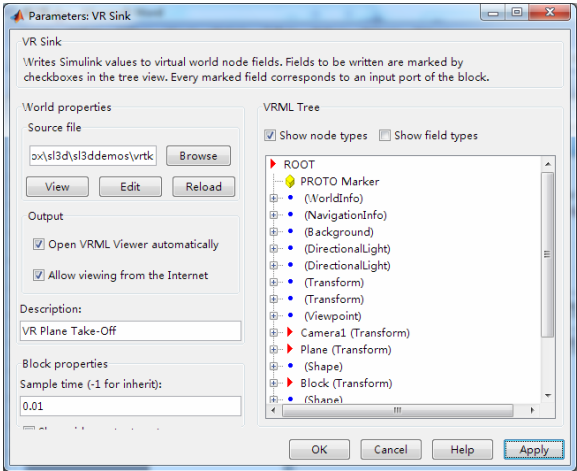 Parameters: VR Sink
VR Sink
Writes Simulink values to virtual world node fields. Fields to be written are marked by
checkboxes in the tree view. Every marked field corresponds to an input port of the block.
World properties
Source file
ox\sl3d\sl3ddemos\vrtk
Browse
View
Edit
Reload
Output
Open VRML Viewer automatically
Allow viewing from the Internet
Description:
VR Plane Take-Off
Block properties
Sample time (-1 for inherit):
0.01
VRML Tree
Show node types
Show field types
ROOT
PROTO Marker
(WorldInfo)
(NavigationInfo)
(Background)
(DirectionalLight)
(DirectionalLight)
(Transform)
(Transform)
(Viewpoint)
Camera1 (Transform)
Plane (Transform)
(Shape)
Block (Transform)
(Shape)
OK
Cancel
Help
Apply